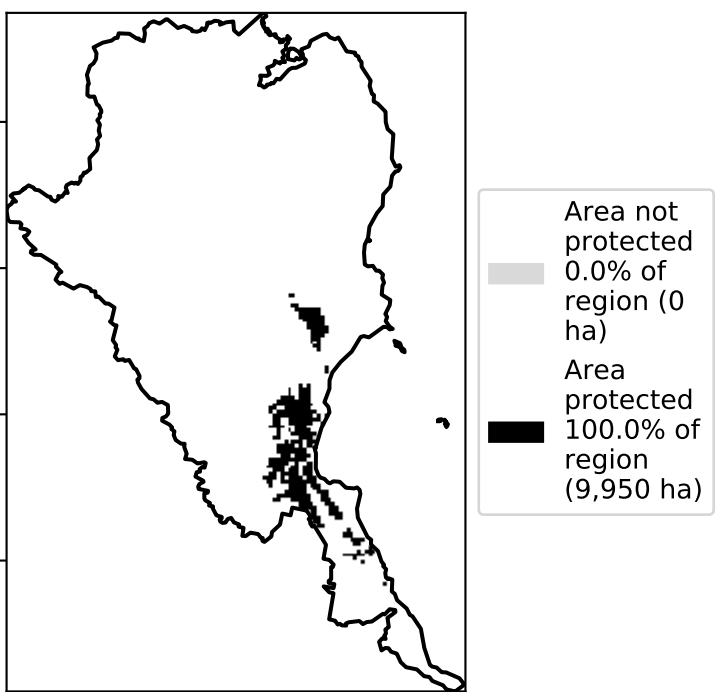 Area not
protected
0.0% of
region (0
ha)
Area
protected
100.0% of
region
(9,950 ha)